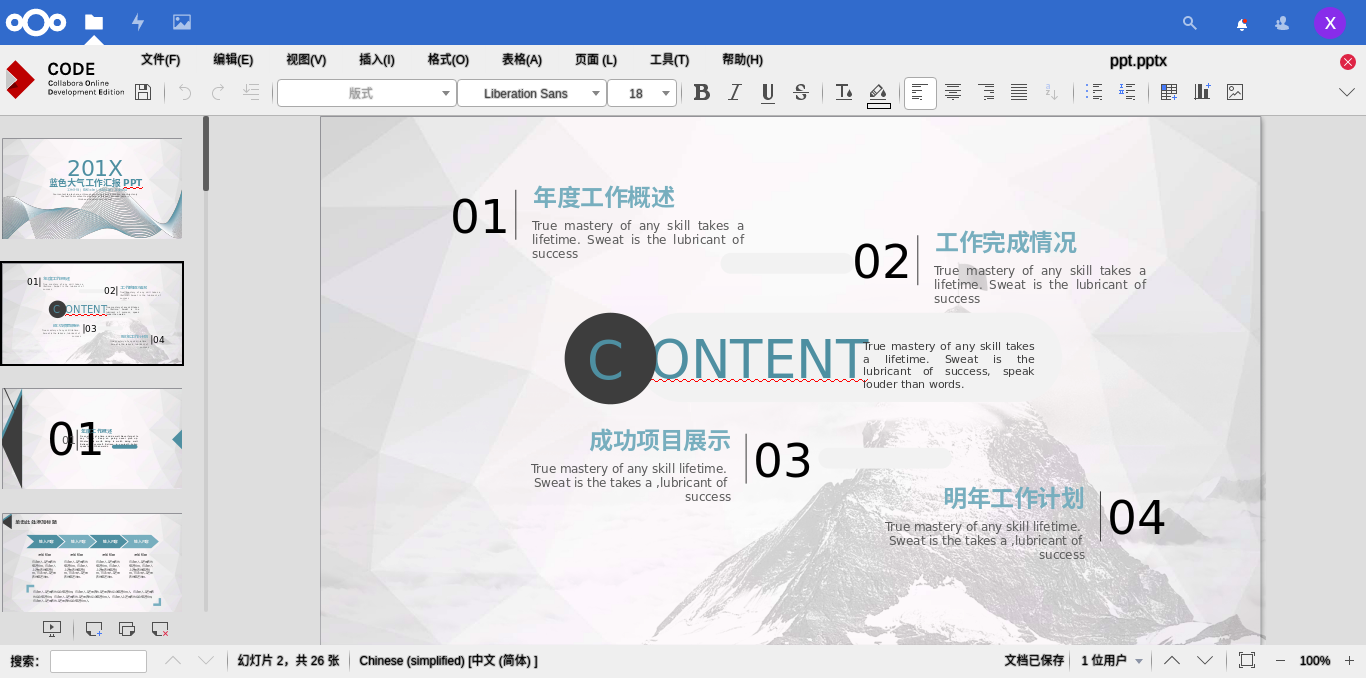 X
CODE
Collabora Online
Development Edition
文件(F) 编辑(E) 视图(V) 插入(I) 格式(O) 表格(A) 页面 (L) 工具(T) 帮助(H)
ppt.pptx
版式 Liberation Sans 18
201X
蓝色大气工作汇报 PPT
01 年度工作概述
True mastery of any skill takes a
lifetime. Sweat is the lubricant of
success
02 工作完成情况
True mastery of any skill takes a
lifetime. Sweat is the lubricant of
success
C ONTENT
True mastery of any skill takes
a lifetime. Sweat is the
lubricant of success, speak
louder than words.
成功项目展示 03
True mastery of any skill lifetime.
Sweat is the takes a ,lubricant of
success
明年工作计划 04
True mastery of any skill lifetime.
Sweat is the takes a ,lubricant of
success
01
02
CONTENT
03
04
01
搜索:
幻灯片 2，共 26 张
Chinese (simplified) [中文 (简体) ]
文档已保存
1 位用户
100%